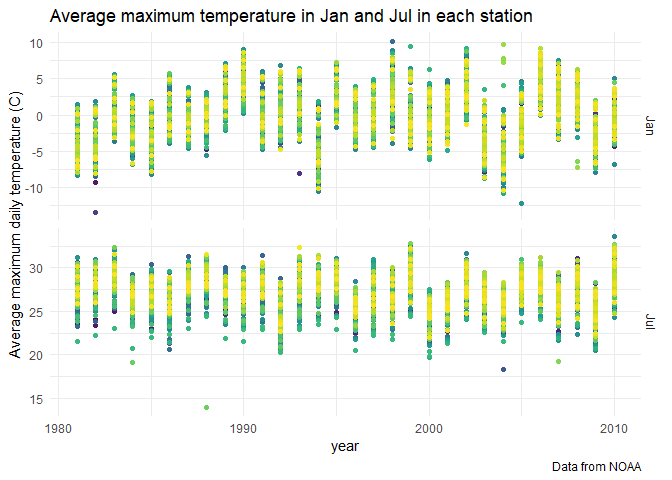 Average maximum temperature in Jan and Jul in each station
Average maximum daily temperature (C)
10
5
0
-5
-10
Jan
30
25
20
15
Jul
1980
1990
2000
2010
year
Data from NOAA